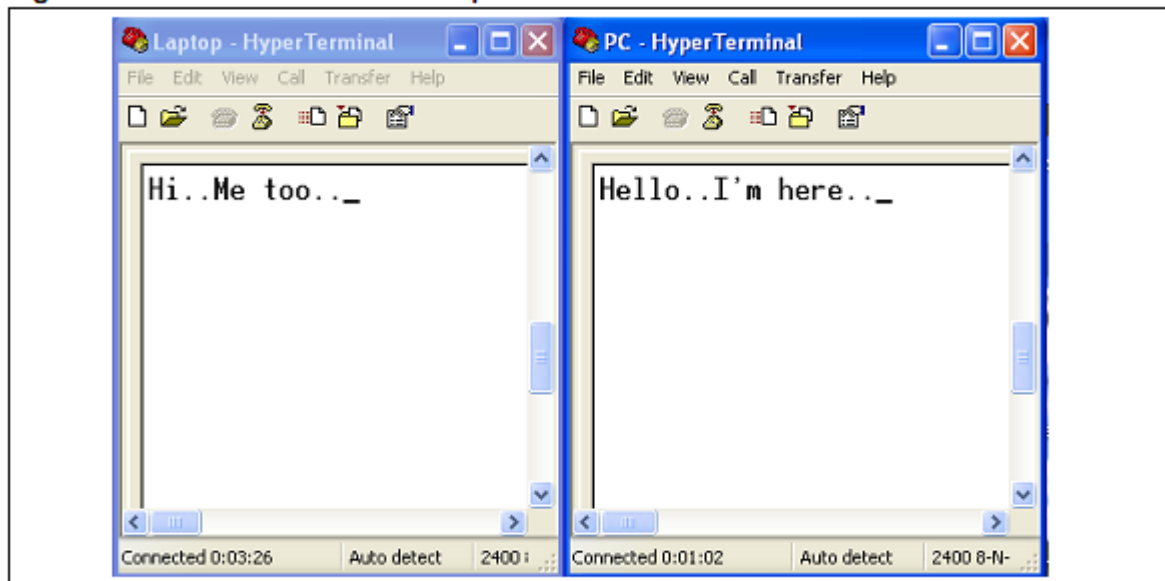 Laptop - HyperTerminal
File Edit View Call Transfer Help
Hi..Me too.._
Connected 0:03:26 Auto detect 2400
PC - HyperTerminal
File Edit View Call Transfer Help
Hello..I'm here.._
Connected 0:01:02 Auto detect 2400 8-N-